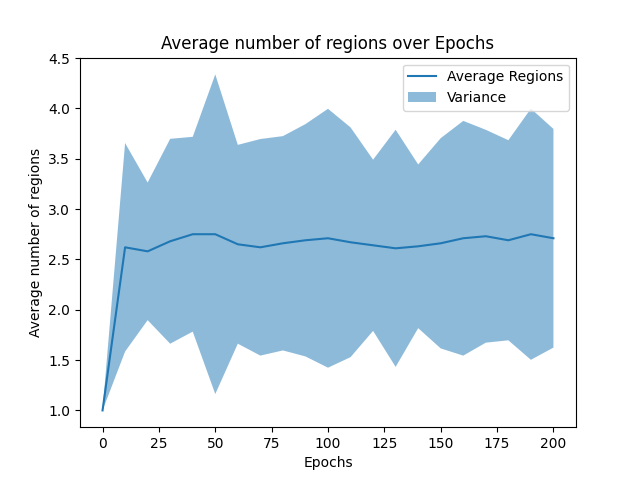 Average number of regions over Epochs
Average number of regions
4.5
4.0
3.5
3.0
2.5
2.0
1.5
1.0
Average Regions
Variance
0 25 50 75 100 125 150 175 200
Epochs